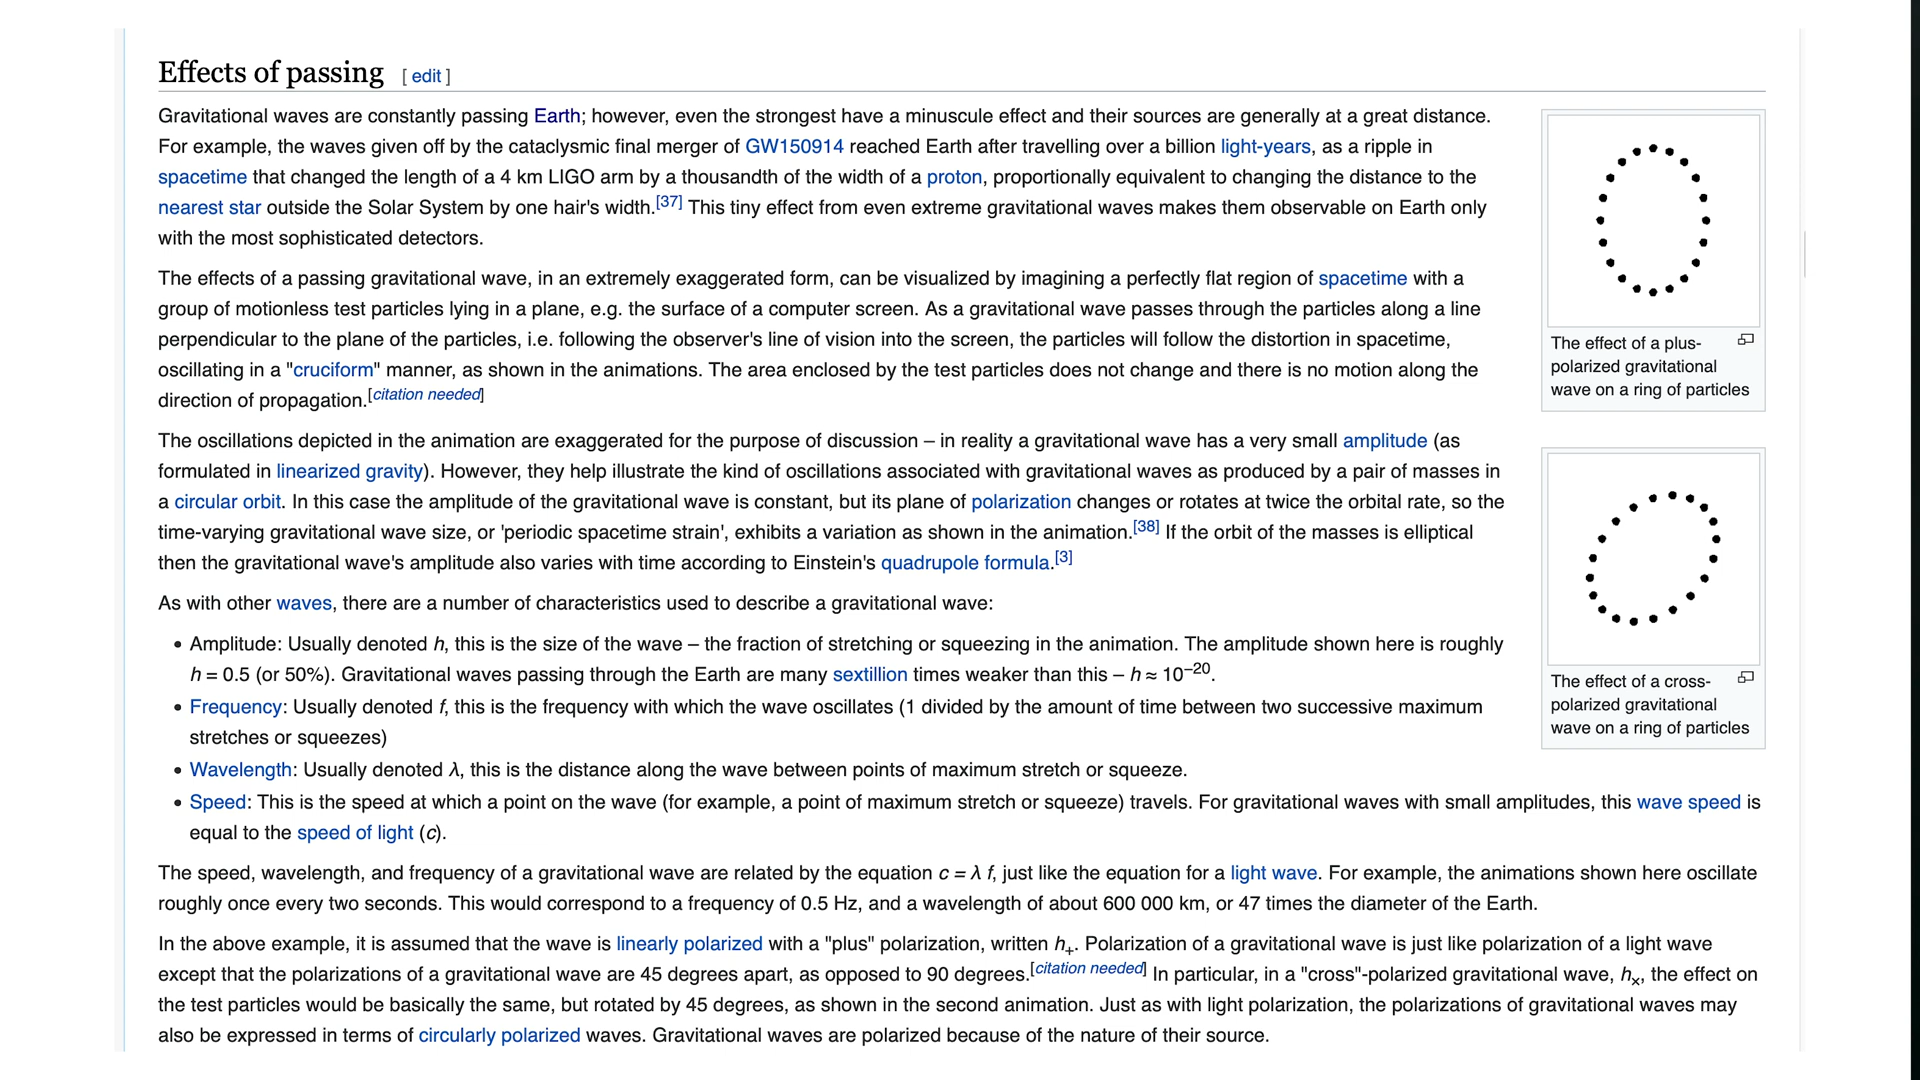 Effects of passing [ edit ]
Gravitational waves are constantly passing Earth; however, even the strongest have a minuscule effect and their sources are generally at a great distance.
For example, the waves given off by the cataclysmic final merger of GW150914 reached Earth after travelling over a billion light-years, as a ripple in
spacetime that changed the length of a 4 km LIGO arm by a thousandth of the width of a proton, proportionally equivalent to changing the distance to the
nearest star outside the Solar System by one hair's width.[37] This tiny effect from even extreme gravitational waves makes them observable on Earth only
with the most sophisticated detectors.
The effects of a passing gravitational wave, in an extremely exaggerated form, can be visualized by imagining a perfectly flat region of spacetime with a
group of motionless test particles lying in a plane, e.g. the surface of a computer screen. As a gravitational wave passes through the particles along a line
perpendicular to the plane of the particles, i.e. following the observer's line of vision into the screen, the particles will follow the distortion in spacetime,
oscillating in a "cruciform" manner, as shown in the animations. The area enclosed by the test particles does not change and there is no motion along the
direction of propagation.[citation needed]
The oscillations depicted in the animation are exaggerated for the purpose of discussion – in reality a gravitational wave has a very small amplitude (as
formulated in linearized gravity). However, they help illustrate the kind of oscillations associated with gravitational waves as produced by a pair of masses in
a circular orbit. In this case the amplitude of the gravitational wave is constant, but its plane of polarization changes or rotates at twice the orbital rate, so the
time-varying gravitational wave size, or 'periodic spacetime strain', exhibits a variation as shown in the animation.[38] If the orbit of the masses is elliptical
then the gravitational wave's amplitude also varies with time according to Einstein's quadrupole formula.[3]
As with other waves, there are a number of characteristics used to describe a gravitational wave:
• Amplitude: Usually denoted h, this is the size of the wave – the fraction of stretching or squeezing in the animation. The amplitude shown here is roughly
h = 0.5 (or 50%). Gravitational waves passing through the Earth are many sextillion times weaker than this – h ≈ 10⁻²⁰.
• Frequency: Usually denoted f, this is the frequency with which the wave oscillates (1 divided by the amount of time between two successive maximum
stretches or squeezes)
• Wavelength: Usually denoted λ, this is the distance along the wave between points of maximum stretch or squeeze.
• Speed: This is the speed at which a point on the wave (for example, a point of maximum stretch or squeeze) travels. For gravitational waves with small amplitudes, this wave speed is
equal to the speed of light (c).
The speed, wavelength, and frequency of a gravitational wave are related by the equation c = λ f, just like the equation for a light wave. For example, the animations shown here oscillate
roughly once every two seconds. This would correspond to a frequency of 0.5 Hz, and a wavelength of about 600 000 km, or 47 times the diameter of the Earth.
In the above example, it is assumed that the wave is linearly polarized with a "plus" polarization, written h₊. Polarization of a gravitational wave is just like polarization of a light wave
except that the polarizations of a gravitational wave are 45 degrees apart, as opposed to 90 degrees.[citation needed] In particular, in a "cross"-polarized gravitational wave, hₓ, the effect on
the test particles would be basically the same, but rotated by 45 degrees, as shown in the second animation. Just as with light polarization, the polarizations of gravitational waves may
also be expressed in terms of circularly polarized waves. Gravitational waves are polarized because of the nature of their source.
The effect of a plus-
polarized gravitational
wave on a ring of particles
The effect of a cross-
polarized gravitational
wave on a ring of particles